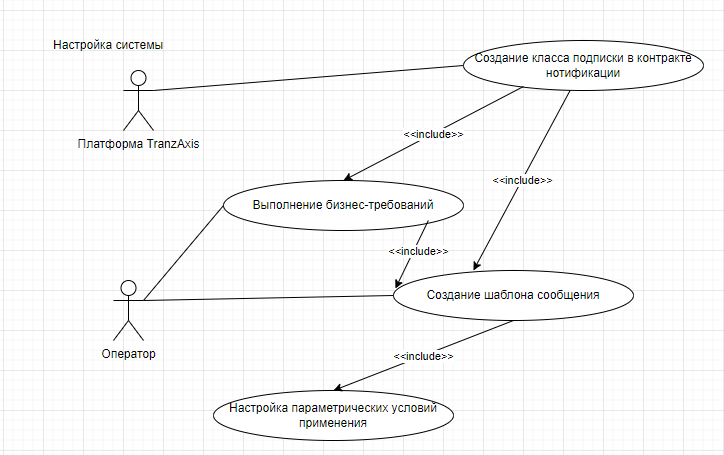 Настройка системы
Создание класса подписки в контракте
нотификации
Платформа TranzAxis
<<include>>
<<include>>
Выполнение бизнес-требований
<<include>>
Создание шаблона сообщения
Оператор
<<include>>
Настройка параметрических условий
применения